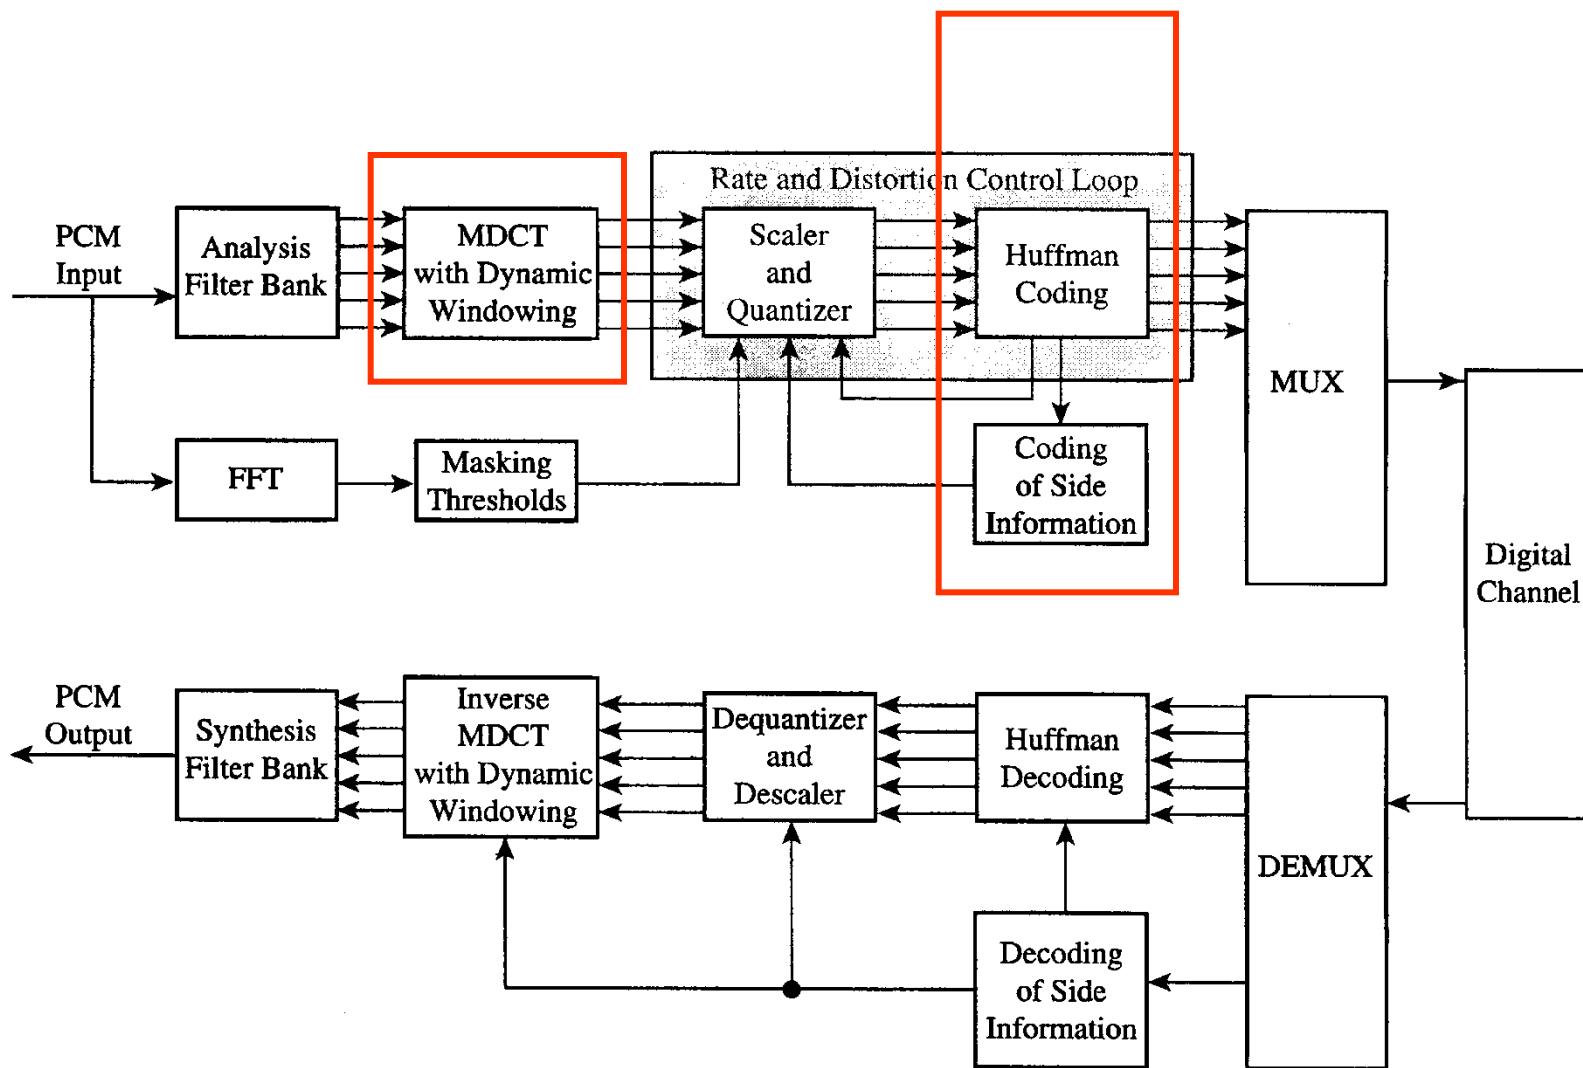 Rate and Distortion Control Loop
PCM
Input
Analysis
Filter Bank
MDCT
with Dynamic
Windowing
Scaler
and
Quantizer
Huffman
Coding
MUX
FFT
Masking
Thresholds
Coding
of Side
Information
Digital
Channel
PCM
Output
Synthesis
Filter Bank
Inverse
MDCT
with Dynamic
Windowing
Dequantizer
and
Descaler
Huffman
Decoding
DEMUX
Decoding
of Side
Information